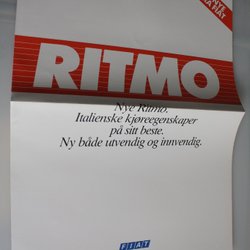 RITMO
Nye Ritmo.
Italienske kjøreegenskaper
på sitt beste.
Ny både utvendig og innvendig.
FIAT